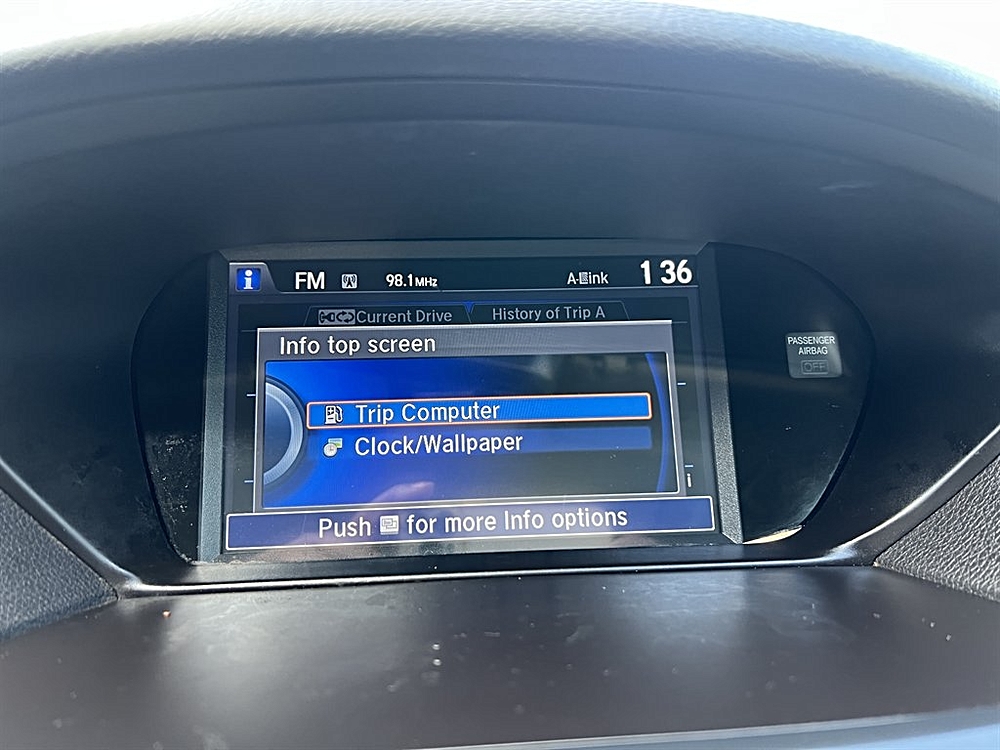 i FM 98.1MHz A-Link 1 36
Current Drive History of Trip A
Info top screen
PASSENGER
AIRBAG
OFF
Trip Computer
Clock/Wallpaper
i
Push for more Info options